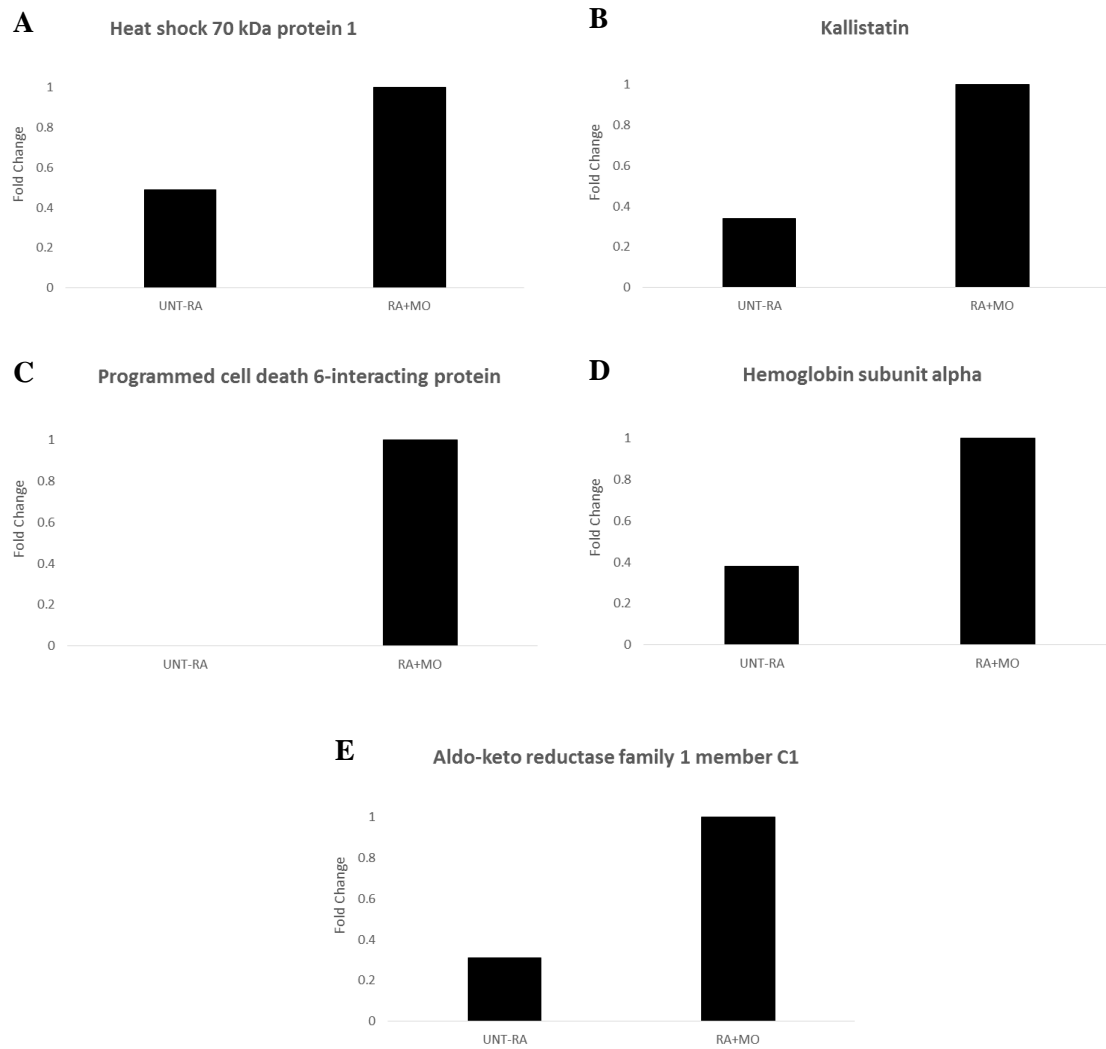 A
Heat shock 70 kDa protein 1
1
0.8
0.6
0.4
0.2
0
Fold Change
UNT-RA
RA+MO
B
Kallistatin
1
0.8
0.6
0.4
0.2
0
Fold Change
UNT-RA
RA+MO
C
Programmed cell death 6-interacting protein
1
0.8
0.6
0.4
0.2
0
Fold Change
UNT-RA
RA+MO
D
Hemoglobin subunit alpha
1
0.8
0.6
0.4
0.2
0
Fold Change
UNT-RA
RA+MO
E
Aldo-keto reductase family 1 member C1
1
0.8
0.6
0.4
0.2
0
Fold Change
UNT-RA
RA+MO